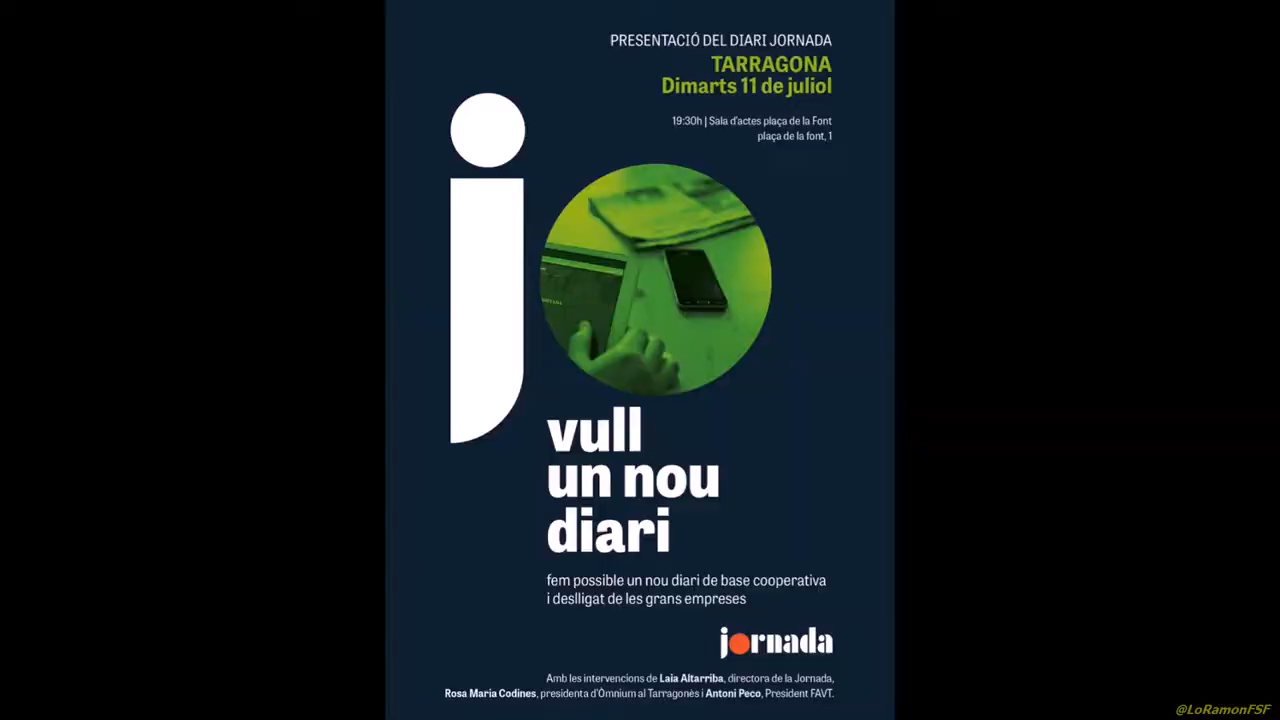 PRESENTACIÓ DEL DIARI JORNADA
TARRAGONA
Dimarts 11 de juliol
19:30h | Sala d'actes plaça de la Font
plaça de la font, 1
jo
vull
un nou
diari
fem possible un nou diari de base cooperativa
i deslligat de les grans empreses
jornada
Amb les intervencions de Laia Altarriba, directora de la Jornada,
Rosa Maria Codines, presidenta d'Òmnium al Tarragonès i Antoni Peco, President FAVT.
@LoRamonFSF